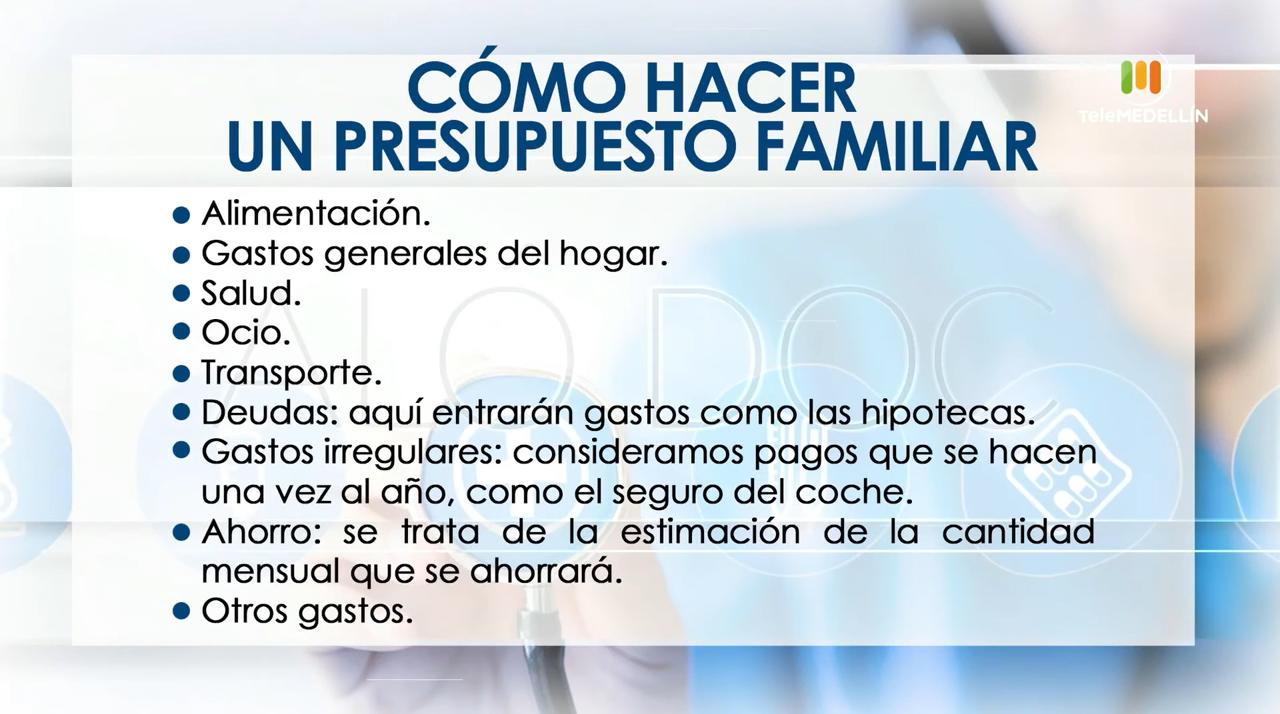 CÓMO HACER
UN PRESUPUESTO FAMILIAR
TeleMEDELLÍN
• Alimentación.
• Gastos generales del hogar.
• Salud.
• Ocio.
• Transporte.
• Deudas: aquí entrarán gastos como las hipotecas.
• Gastos irregulares: consideramos pagos que se hacen
una vez al año, como el seguro del coche.
• Ahorro: se trata de la estimación de la cantidad
mensual que se ahorrará.
• Otros gastos.
ALÓ DOC